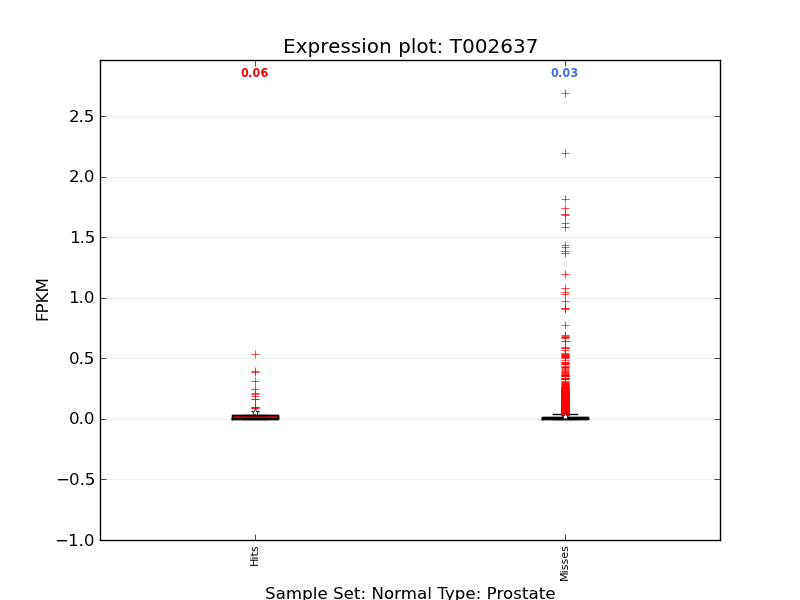 Expression plot: T002637
0.06
0.03
2.5
2.0
1.5
1.0
0.5
0.0
−0.5
−1.0
FPKM
Hits
Misses
Sample Set: Normal Type: Prostate